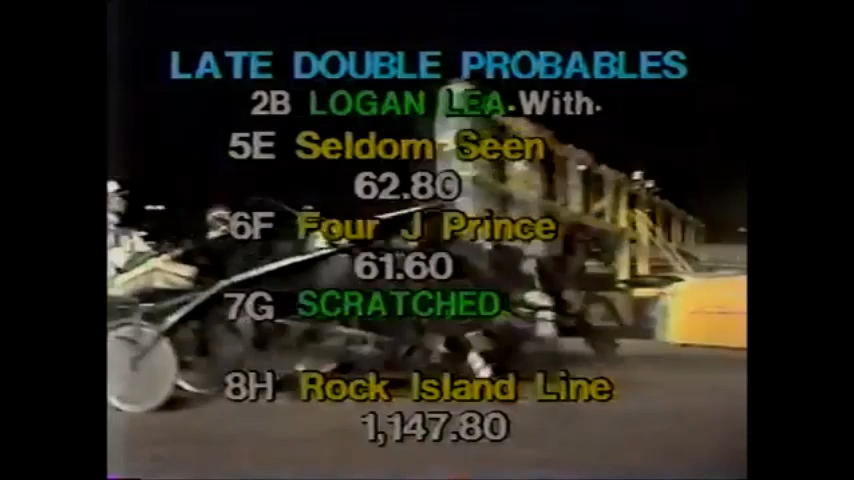 LATE DOUBLE PROBABLES
2B LOGAN LEA-With-
5E Seldom Seen
62.80
6F Four J Prince
61.60
7G SCRATCHED
8H Rock Island Line
1,147.80